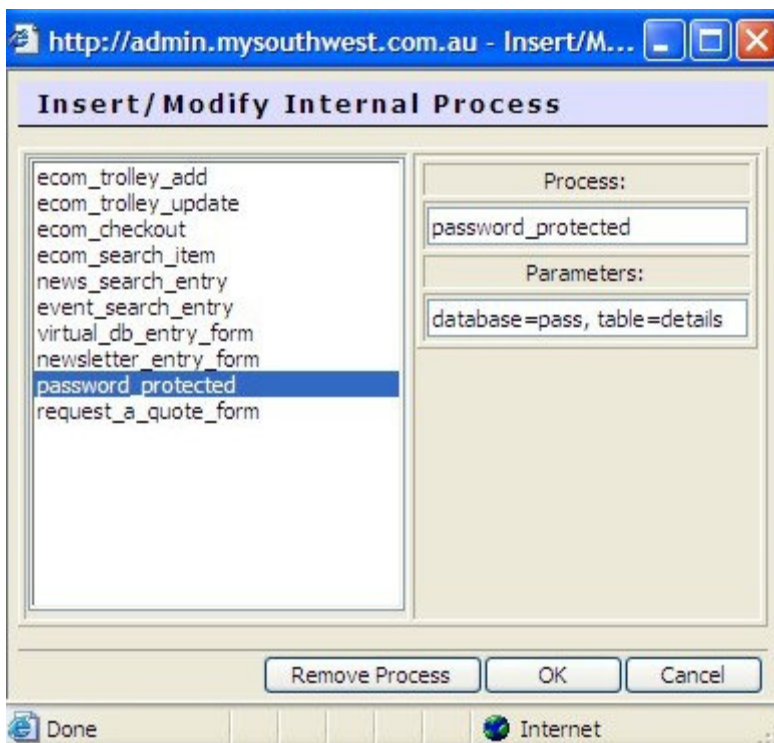 http://admin.mysouthwest.com.au - Insert/M...
Insert/Modify Internal Process
ecom_trolley_add
ecom_trolley_update
ecom_checkout
ecom_search_item
news_search_entry
event_search_entry
virtual_db_entry_form
newsletter_entry_form
password_protected
request_a_quote_form
Process:
password_protected
Parameters:
database=pass, table=details
Remove Process
OK
Cancel
Done
Internet